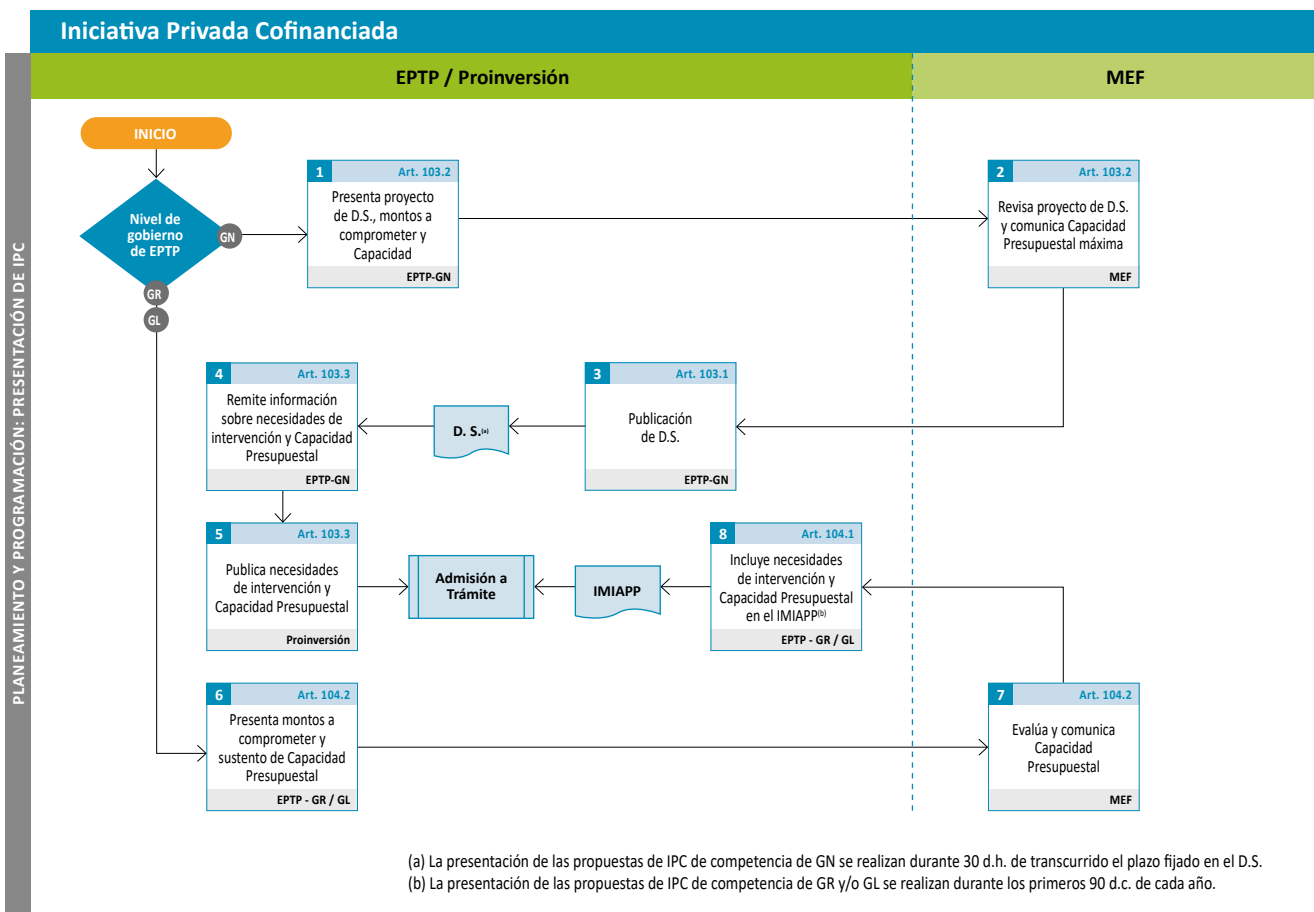 Iniciativa Privada Cofinanciada
EPTP / Proinversión
MEF
PLANEAMIENTO Y PROGRAMACIÓN: PRESENTACIÓN DE IPC
INICIO
Nivel de
gobierno
de EPTP
GN
GR
GL
1
Art. 103.2
Presenta proyecto
de D.S., montos a
comprometer y
Capacidad
EPTP-GN
2
Art. 103.2
Revisa proyecto de D.S.
y comunica Capacidad
Presupuestal máxima
MEF
4
Art. 103.3
Remite información
sobre necesidades de
intervención y Capacidad
Presupuestal
EPTP-GN
D. S.(a)
3
Art. 103.1
Publicación
de D.S.
EPTP-GN
5
Art. 103.3
Publica necesidades
de intervención y
Capacidad Presupuestal
Proinversión
Admisión a
Trámite
IMIAPP
8
Art. 104.1
Incluye necesidades
de intervención y
Capacidad Presupuestal
en el IMIAPP(b)
EPTP - GR / GL
6
Art. 104.2
Presenta montos a
comprometer y
sustento de Capacidad
Presupuestal
EPTP - GR / GL
7
Art. 104.2
Evalúa y comunica
Capacidad
Presupuestal
MEF
(a) La presentación de las propuestas de IPC de competencia de GN se realizan durante 30 d.h. de transcurrido el plazo fijado en el D.S.
(b) La presentación de las propuestas de IPC de competencia de GR y/o GL se realizan durante los primeros 90 d.c. de cada año.